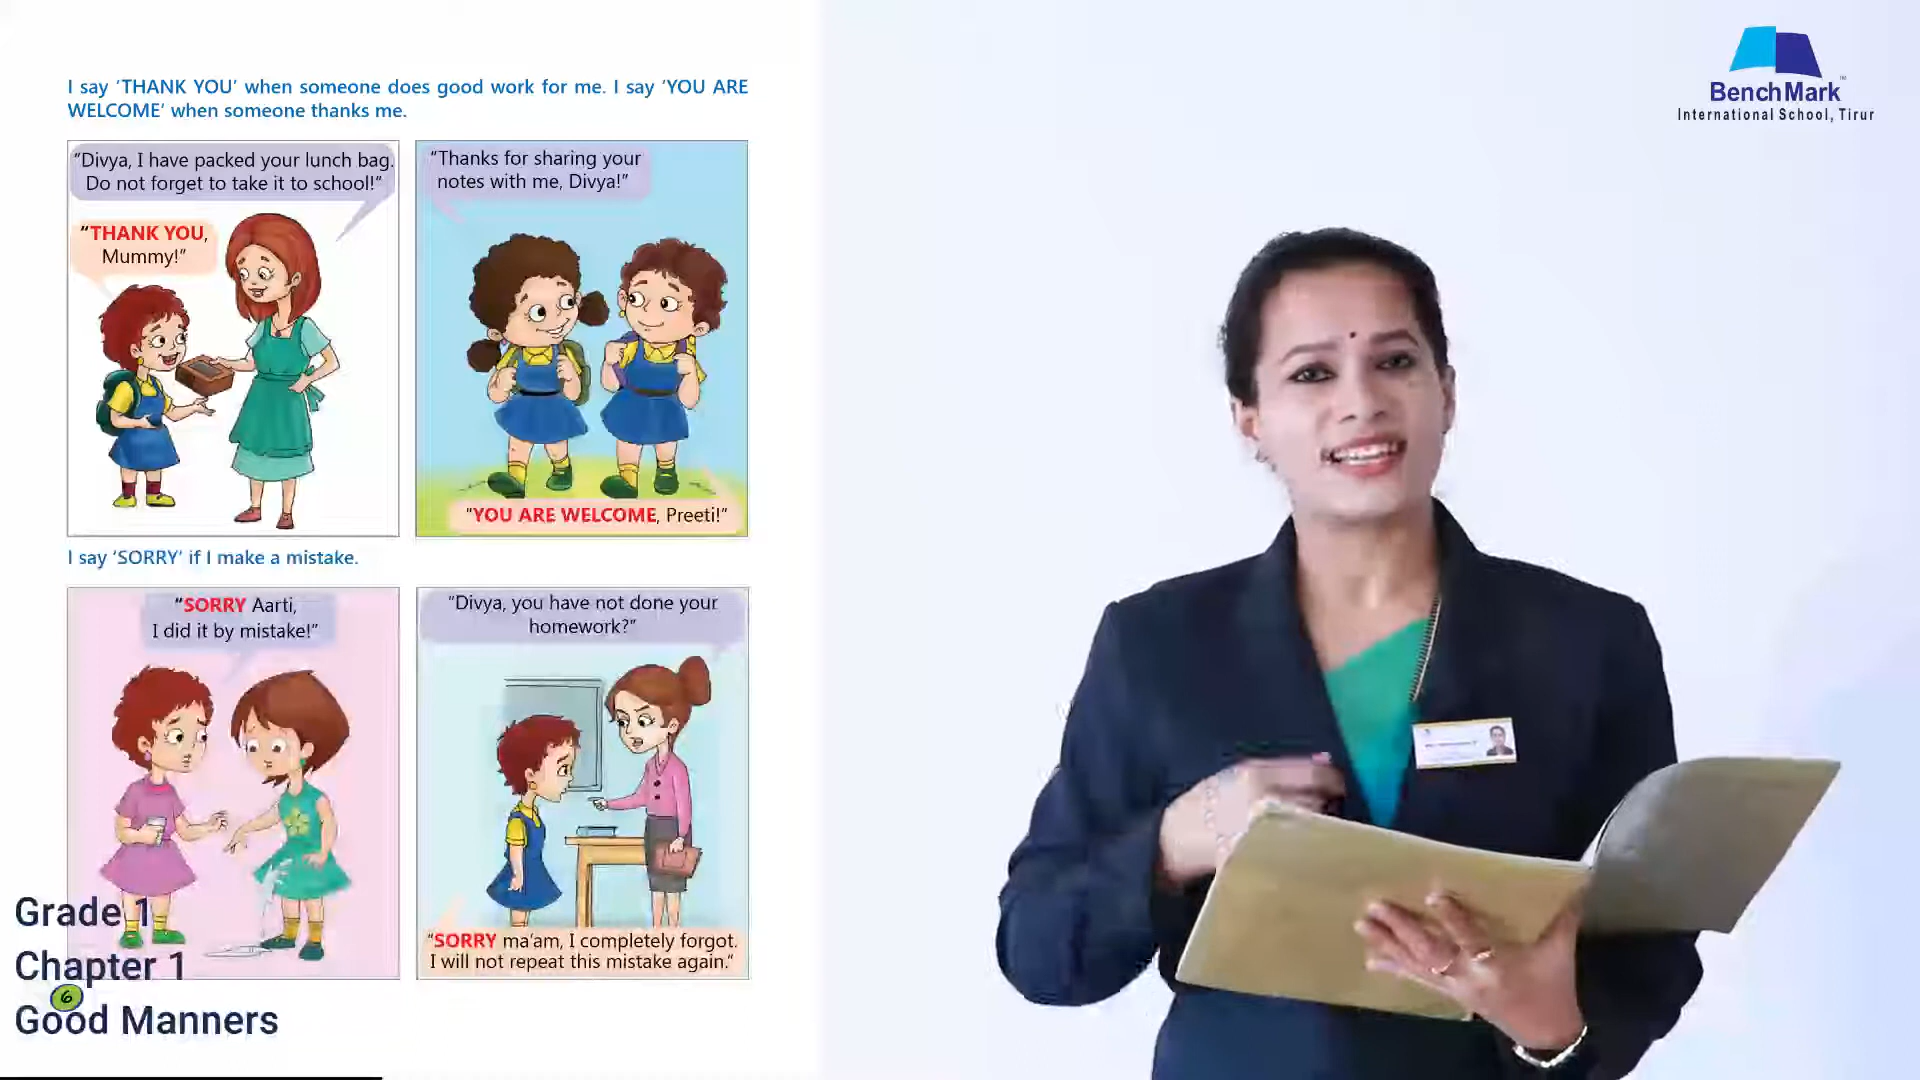 I say ‘THANK YOU’ when someone does good work for me. I say ‘YOU ARE
WELCOME’ when someone thanks me.
“Divya, I have packed your lunch bag.
Do not forget to take it to school!”
“THANK YOU,
Mummy!”
“Thanks for sharing your
notes with me, Divya!”
“YOU ARE WELCOME, Preeti!”
I say ‘SORRY’ if I make a mistake.
“SORRY Aarti,
I did it by mistake!”
“Divya, you have not done your
homework?”
“SORRY ma’am, I completely forgot.
I will not repeat this mistake again.”
Grade 1
Chapter 1
6
Good Manners
BenchMark
International School, Tirur